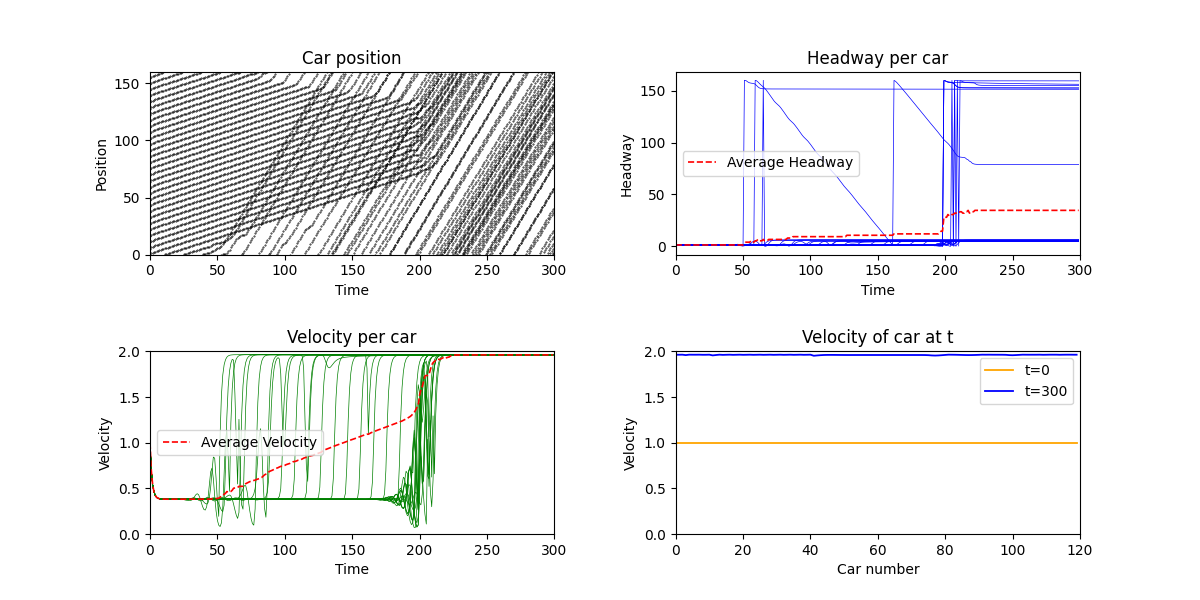 Car position
Position
150
100
50
0
0 50 100 150 200 250 300
Time
Headway per car
Headway
150
100
50
0
Average Headway
0 50 100 150 200 250 300
Time
Velocity per car
Velocity
2.0
1.5
1.0
0.5
0.0
Average Velocity
0 50 100 150 200 250 300
Time
Velocity of car at t
Velocity
2.0
1.5
1.0
0.5
0.0
t=0
t=300
0 20 40 60 80 100 120
Car number